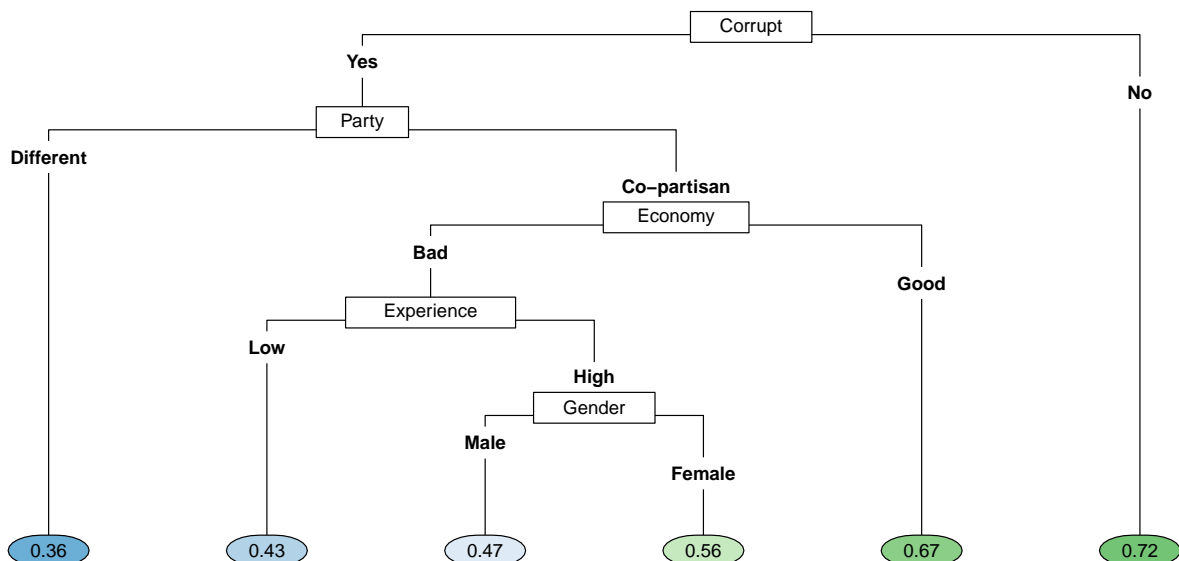 Corrupt
Yes
No
Party
Different
Co−partisan
Economy
Bad
Good
Experience
Low
High
Gender
Male
Female
0.36
0.43
0.47
0.56
0.67
0.72